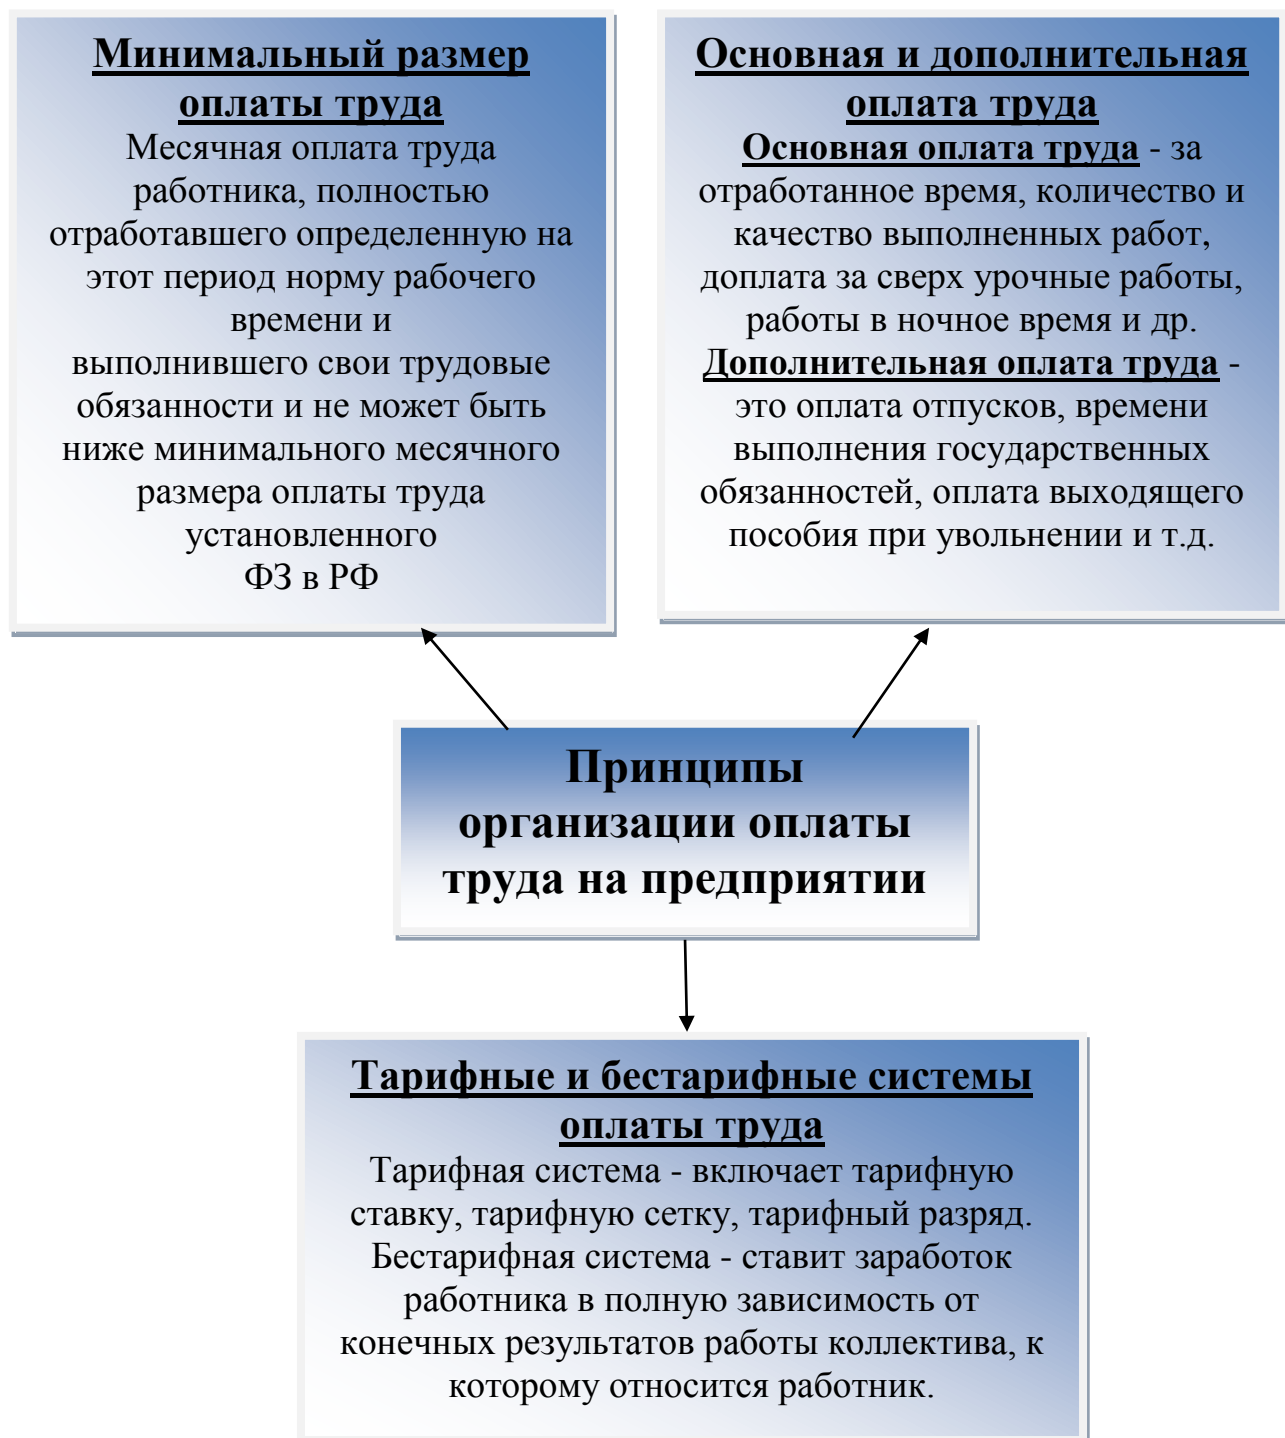 Минимальный размер
оплаты труда
Месячная оплата труда
работника, полностью
отработавшего определенную на
этот период норму рабочего
времени и
выполнившего свои трудовые
обязанности и не может быть
ниже минимального месячного
размера оплаты труда
установленного
ФЗ в РФ
Основная и дополнительная
оплата труда
Основная оплата труда - за
отработанное время, количество и
качество выполненных работ,
доплата за сверх урочные работы,
работы в ночное время и др.
Дополнительная оплата труда -
это оплата отпусков, времени
выполнения государственных
обязанностей, оплата выходящего
пособия при увольнении и т.д.
Принципы
организации оплаты
труда на предприятии
Тарифные и бестарифные системы
оплаты труда
Тарифная система - включает тарифную
ставку, тарифную сетку, тарифный разряд.
Бестарифная система - ставит заработок
работника в полную зависимость от
конечных результатов работы коллектива, к
которому относится работник.